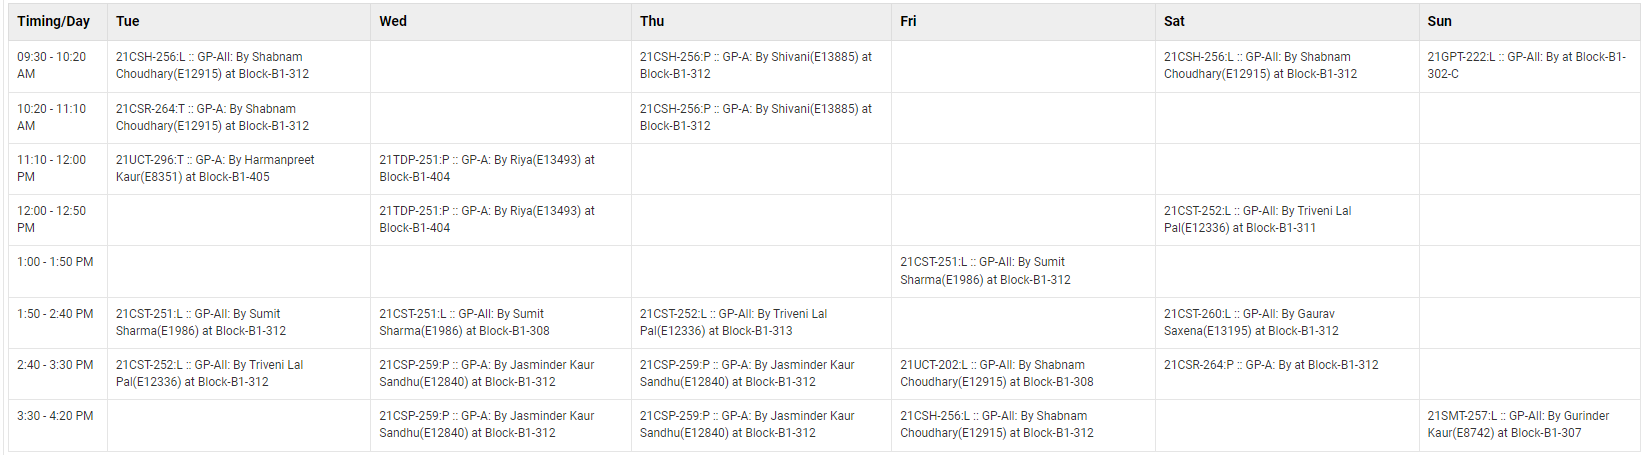 Timing/Day Tue Wed Thu Fri Sat Sun
09:30 - 10:20 21CSH-256:L :: GP-All: By Shabnam 21CSH-256:P :: GP-A: By Shivani(E13885) at 21CSH-256:L :: GP-All: By Shabnam 21GPT-222:L :: GP-All: By at Block-B1-
AM Choudhary(E12915) at Block-B1-312 Block-B1-312 Choudhary(E12915) at Block-B1-312 302-C
10:20 - 11:10 21CSR-264:T :: GP-A: By Shabnam 21CSH-256:P :: GP-A: By Shivani(E13885) at
AM Choudhary(E12915) at Block-B1-312 Block-B1-312
11:10 - 12:00 21UCT-296:T :: GP-A: By Harmanpreet 21TDP-251:P :: GP-A: By Riya(E13493) at
PM Kaur(E8351) at Block-B1-405 Block-B1-404
12:00 - 12:50 21TDP-251:P :: GP-A: By Riya(E13493) at 21CST-252:L :: GP-All: By Triveni Lal
PM Block-B1-404 Pal(E12336) at Block-B1-311
1:00 - 1:50 PM 21CST-251:L :: GP-All: By Sumit
Sharma(E1986) at Block-B1-312
1:50 - 2:40 PM 21CST-251:L :: GP-All: By Sumit 21CST-251:L :: GP-All: By Sumit 21CST-252:L :: GP-All: By Triveni Lal 21CST-260:L :: GP-All: By Gaurav
Sharma(E1986) at Block-B1-312 Sharma(E1986) at Block-B1-308 Pal(E12336) at Block-B1-313 Saxena(E13195) at Block-B1-312
2:40 - 3:30 PM 21CST-252:L :: GP-All: By Triveni Lal 21CSP-259:P :: GP-A: By Jasminder Kaur 21CSP-259:P :: GP-A: By Jasminder Kaur 21UCT-202:L :: GP-All: By Shabnam 21CSR-264:P :: GP-A: By at Block-B1-312
Pal(E12336) at Block-B1-312 Sandhu(E12840) at Block-B1-312 Sandhu(E12840) at Block-B1-312 Choudhary(E12915) at Block-B1-308
3:30 - 4:20 PM 21CSP-259:P :: GP-A: By Jasminder Kaur 21CSP-259:P :: GP-A: By Jasminder Kaur 21CSH-256:L :: GP-All: By Shabnam 21SMT-257:L :: GP-All: By Gurinder
Sandhu(E12840) at Block-B1-312 Sandhu(E12840) at Block-B1-312 Choudhary(E12915) at Block-B1-312 Kaur(E8742) at Block-B1-307